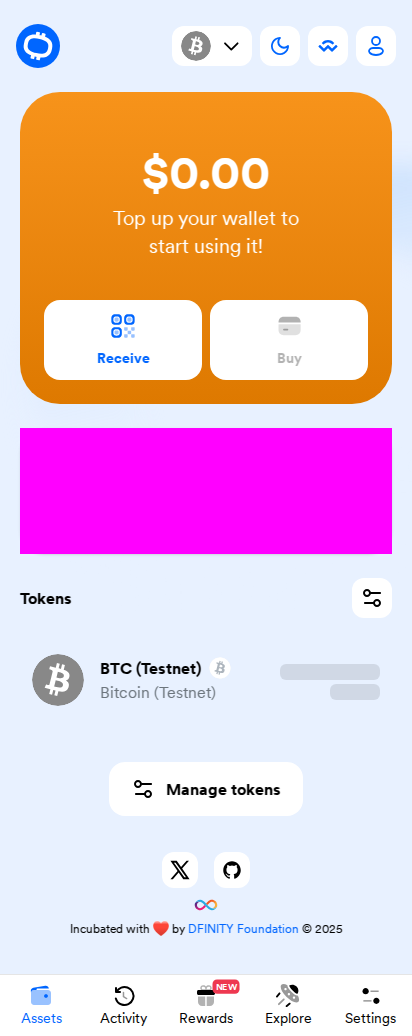 $0.00
Top up your wallet to
start using it!
Receive
Buy
Tokens
BTC (Testnet)
Bitcoin (Testnet)
Manage tokens
Incubated with ❤️ by DFINITY Foundation © 2025
NEW
Assets
Activity
Rewards
Explore
Settings